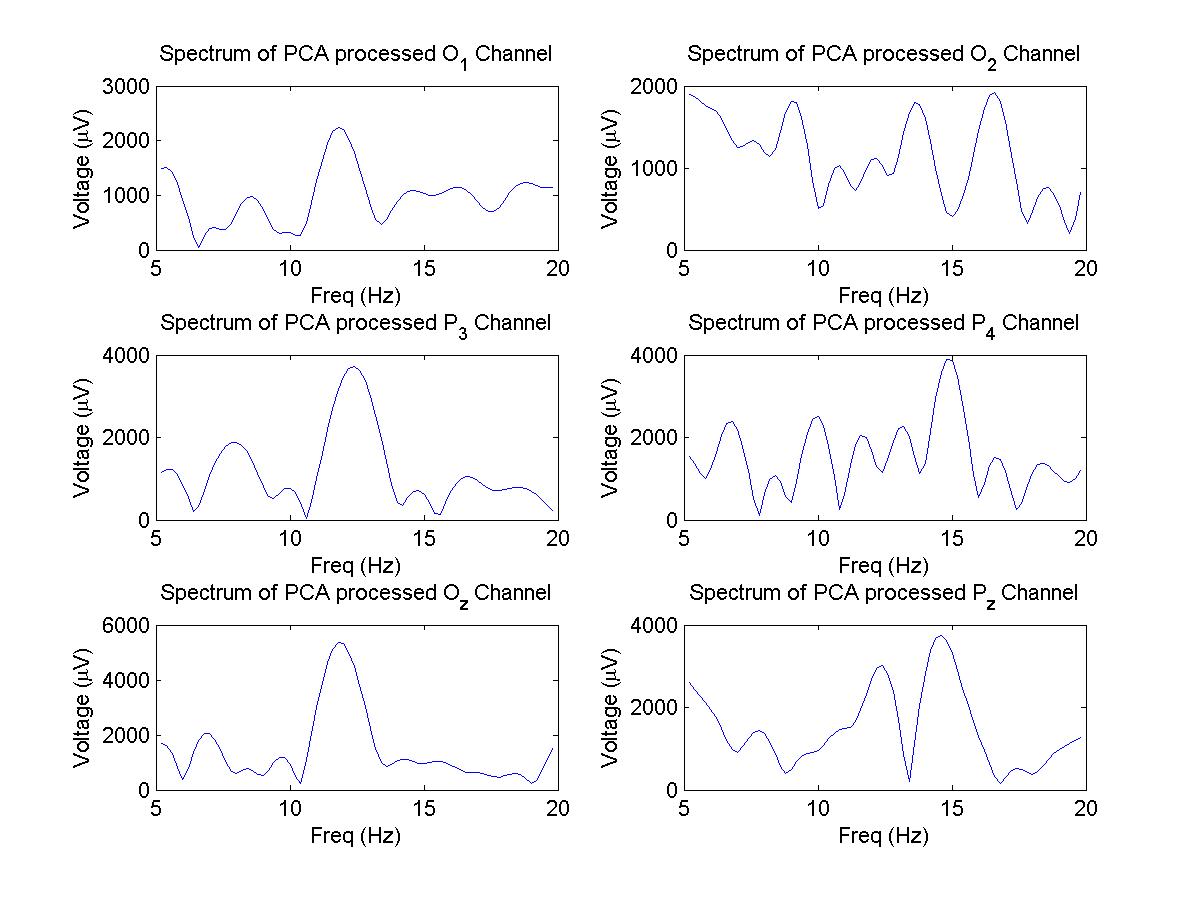 Spectrum of PCA processed O1 Channel
Voltage (μV)
3000
2000
1000
0
5 10 15 20
Freq (Hz)
Spectrum of PCA processed O2 Channel
Voltage (μV)
2000
1000
0
5 10 15 20
Freq (Hz)
Spectrum of PCA processed P3 Channel
Voltage (μV)
4000
2000
0
5 10 15 20
Freq (Hz)
Spectrum of PCA processed P4 Channel
Voltage (μV)
4000
2000
0
5 10 15 20
Freq (Hz)
Spectrum of PCA processed Oz Channel
Voltage (μV)
6000
4000
2000
0
5 10 15 20
Freq (Hz)
Spectrum of PCA processed Pz Channel
Voltage (μV)
4000
2000
0
5 10 15 20
Freq (Hz)